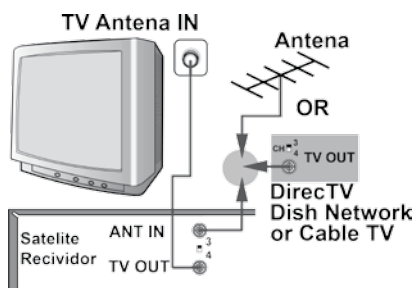 TV Antena IN
Antena
OR
CH 3
4
TV OUT
DirecTV
Dish Network
or Cable TV
ANT IN
3
4
TV OUT
Satelite
Recividor